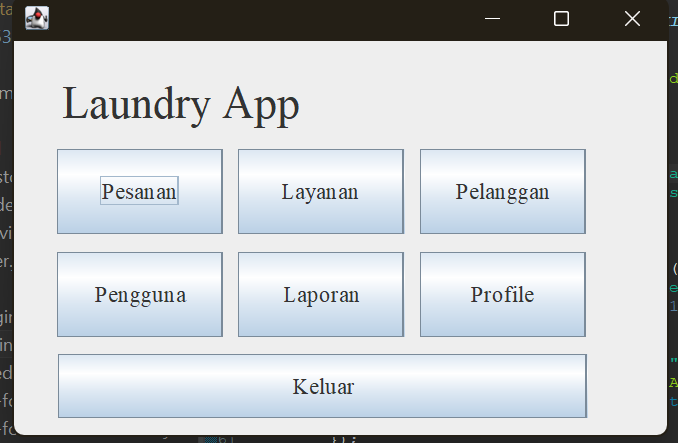 Laundry App
Pesanan Layanan Pelanggan
Pengguna Laporan Profile
Keluar